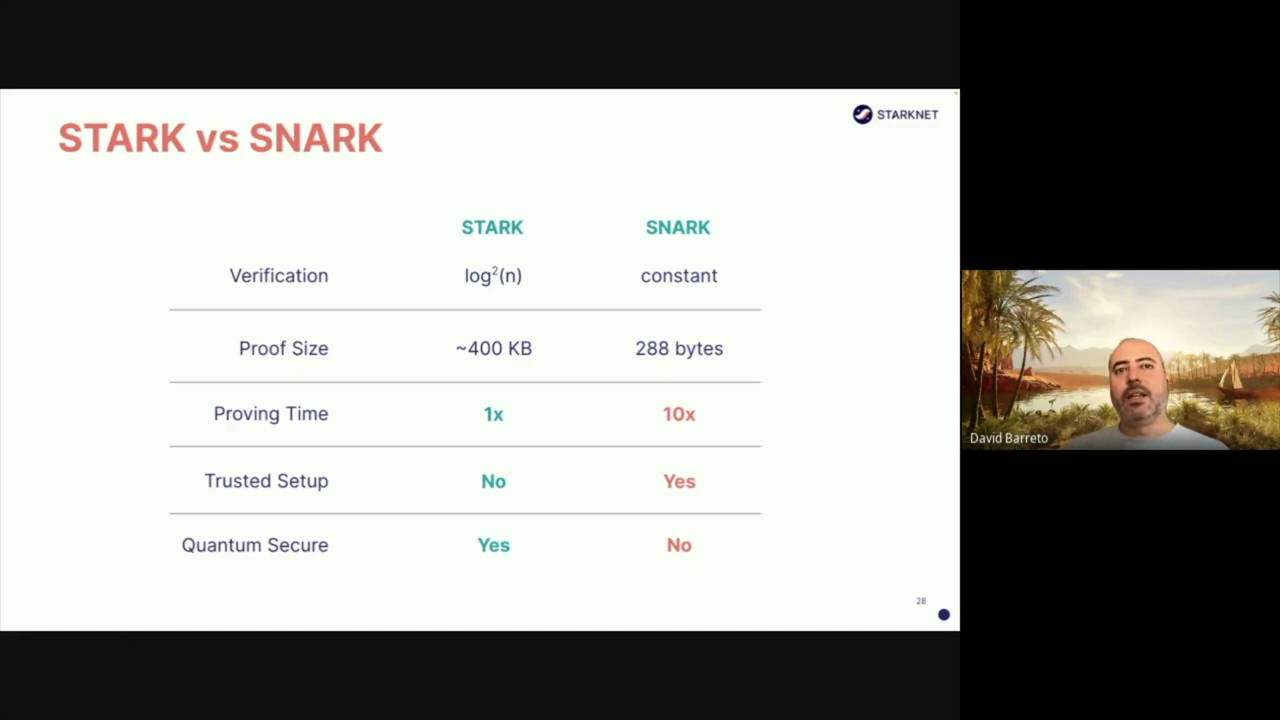 STARKNET
STARK vs SNARK
STARK SNARK
Verification log²(n) constant
Proof Size ~400 KB 288 bytes
Proving Time 1x 10x
Trusted Setup No Yes
Quantum Secure Yes No
28
David Barreto